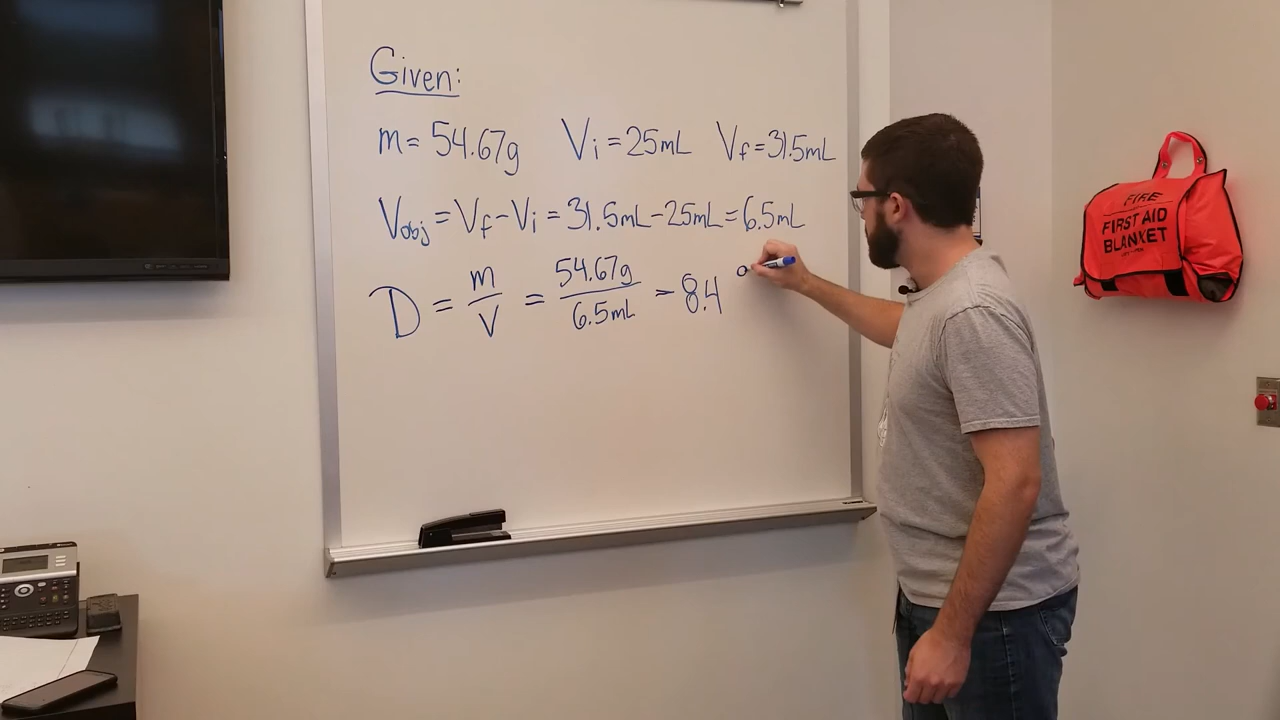 Given:
m = 54.67g Vi = 25mL Vf = 31.5mL
Vobj = Vf - Vi = 31.5mL - 25mL = 6.5mL
D = m/V = 54.67g/6.5mL = 8.4
FIRE
FIRST AID
BLANKET